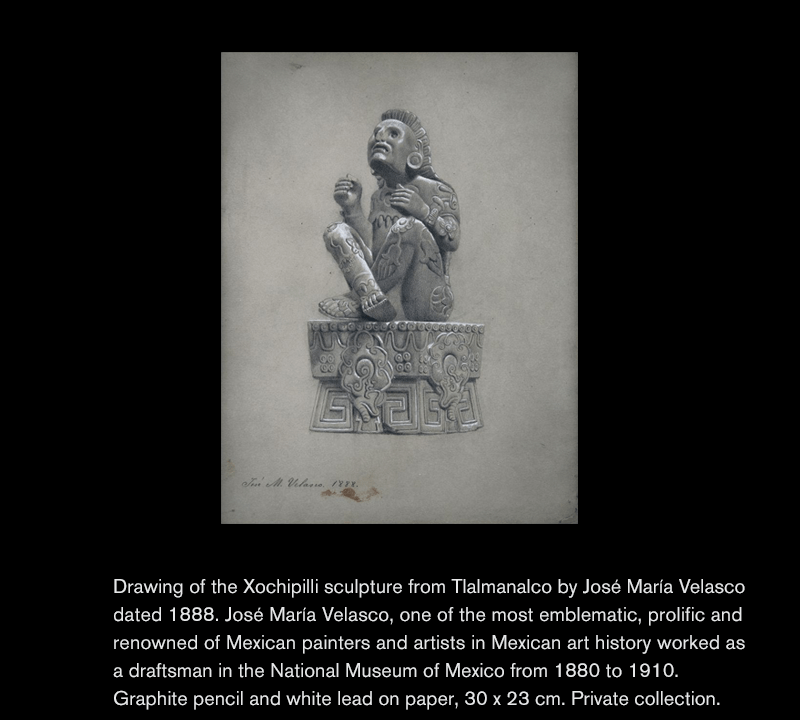 José M. Velasco. 1888.
Drawing of the Xochipilli sculpture from Tlalmanalco by José María Velasco
dated 1888. José María Velasco, one of the most emblematic, prolific and
renowned of Mexican painters and artists in Mexican art history worked as
a draftsman in the National Museum of Mexico from 1880 to 1910.
Graphite pencil and white lead on paper, 30 x 23 cm. Private collection.